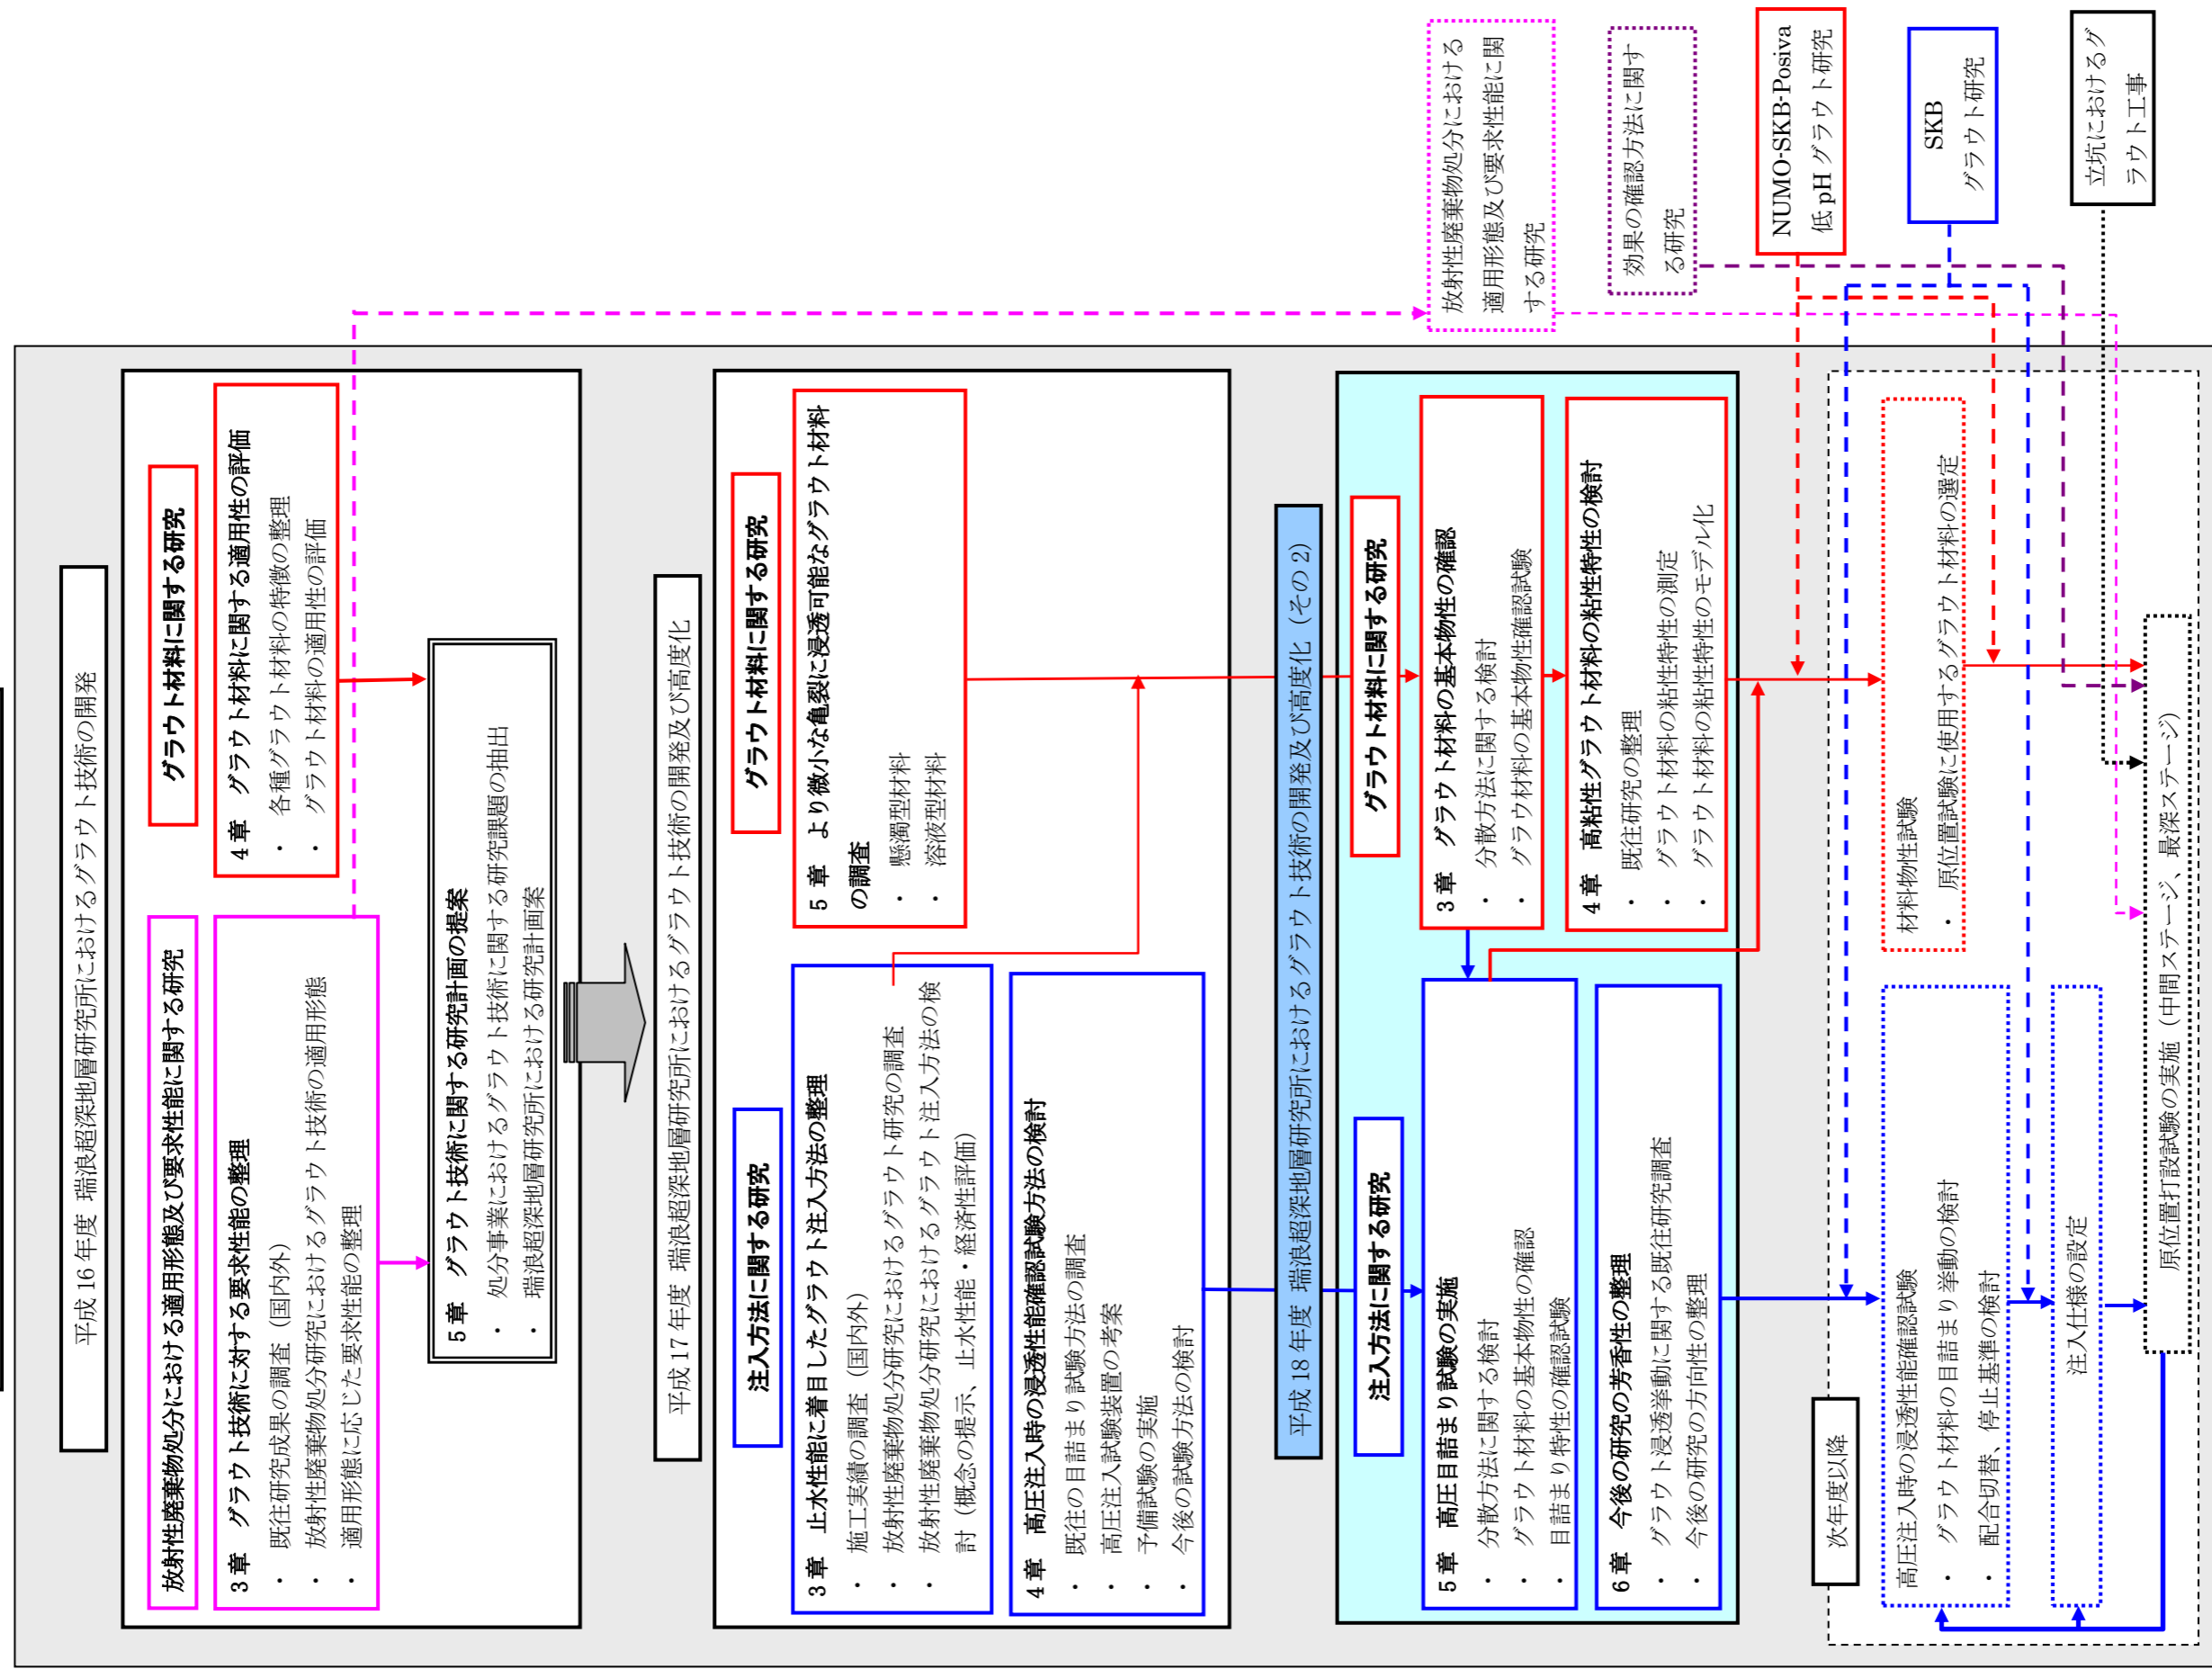 平成 16 年度 瑞浪超深地層研究所におけるグラウト技術の開発
放射性廃棄物処分における適用形態及び要求性能に関する研究
3 章 グラウト技術に対する要求性能の整理
・ 既往研究成果の調査（国内外）
・ 放射性廃棄物処分研究におけるグラウト技術の適用形態
・ 適用形態に応じた要求性能の整理
グラウト材料に関する研究
4 章 グラウト材料に関する適用性の評価
・ 各種グラウト材料の特徴の整理
・ グラウト材料の適用性の評価
5 章 グラウト技術に関する研究計画の提案
・ 処分事業におけるグラウト技術に関する研究課題の抽出
・ 瑞浪超深地層研究所における研究計画案
平成 17 年度 瑞浪超深地層研究所におけるグラウト技術の開発及び高度化
注入方法に関する研究
3 章 止水性能に着目したグラウト注入方法の整理
・ 施工実績の調査（国内外）
・ 放射性廃棄物処分研究におけるグラウト研究の調査
・ 放射性廃棄物処分研究におけるグラウト注入方法の検
討（概念の提示、止水性能・経済性評価）
4 章 高圧注入時の浸透性能確認試験方法の検討
・ 既往の目詰まり試験方法の調査
・ 高圧注入試験装置の考案
・ 予備試験の実施
・ 今後の試験方法の検討
グラウト材料に関する研究
5 章 より微小な亀裂に浸透可能なグラウト材料
の調査
・ 懸濁型材料
・ 溶液型材料
平成 18 年度 瑞浪超深地層研究所におけるグラウト技術の開発及び高度化（その 2）
注入方法に関する研究
5 章 高圧目詰まり試験の実施
・ 分散方法に関する検討
・ グラウト材料の基本物性の確認
・ 目詰まり特性の確認試験
6 章 今後の研究の芳香性の整理
・ グラウト浸透挙動に関する既往研究調査
・ 今後の研究の方向性の整理
グラウト材料に関する研究
3 章 グラウト材料の基本物性の確認
・ 分散方法に関する検討
・ グラウ材料の基本物性確認試験
4 章 高粘性グラウト材料の粘性特性の検討
・ 既往研究の整理
・ グラウト材料の粘性特性の測定
・ グラウト材料の粘性特性のモデル化
次年度以降
高圧注入時の浸透性能確認試験
・ グラウト材料の目詰まり挙動の検討
・ 配合切替、停止基準の検討
注入仕様の設定
材料物性試験
・ 原位置試験に使用するグラウト材料の選定
原位置打設試験の実施（中間ステージ、最深ステージ）
放射性廃棄物処分における
適用形態及び要求性能に関
する研究
効果の確認方法に関す
る研究
NUMO-SKB-Posiva
低 pH グラウト研究
SKB
グラウト研究
立坑におけるグ
ラウト工事